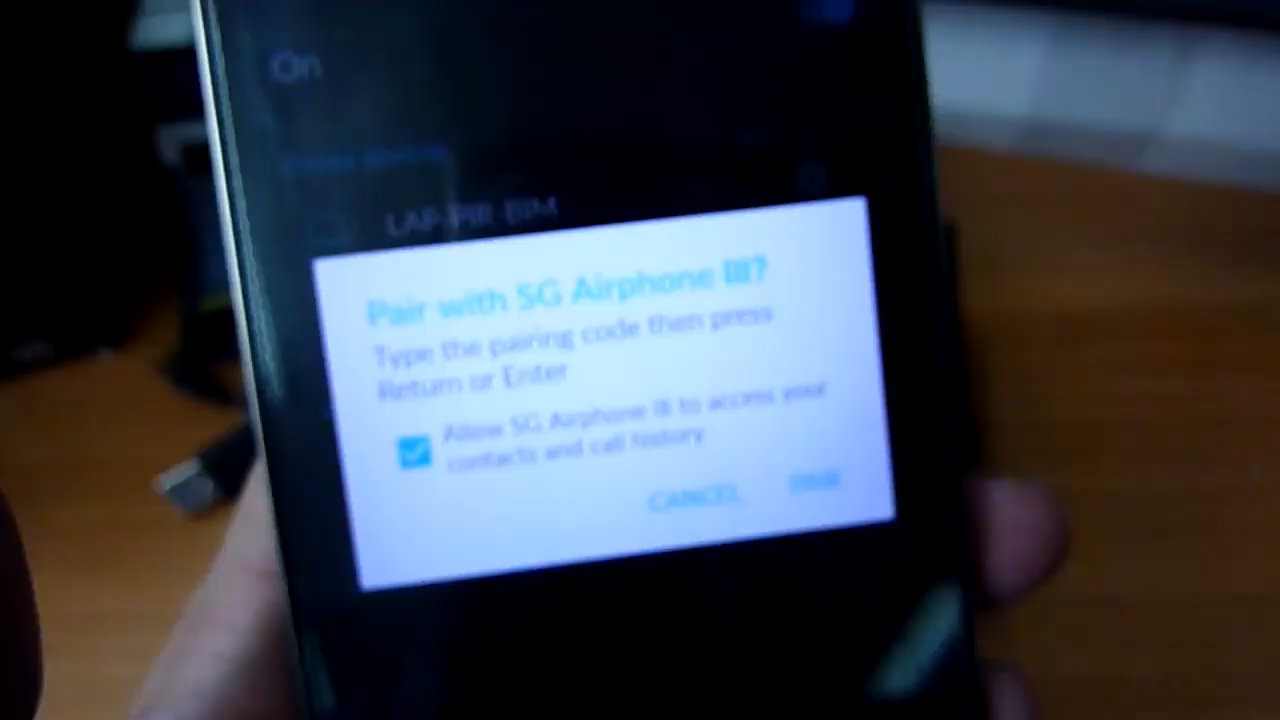 On
Pair with SG Airphone III?
Type the pairing code then press
Return or Enter
Allow SG Airphone III to access your
contacts and call history
CANCEL PAIR